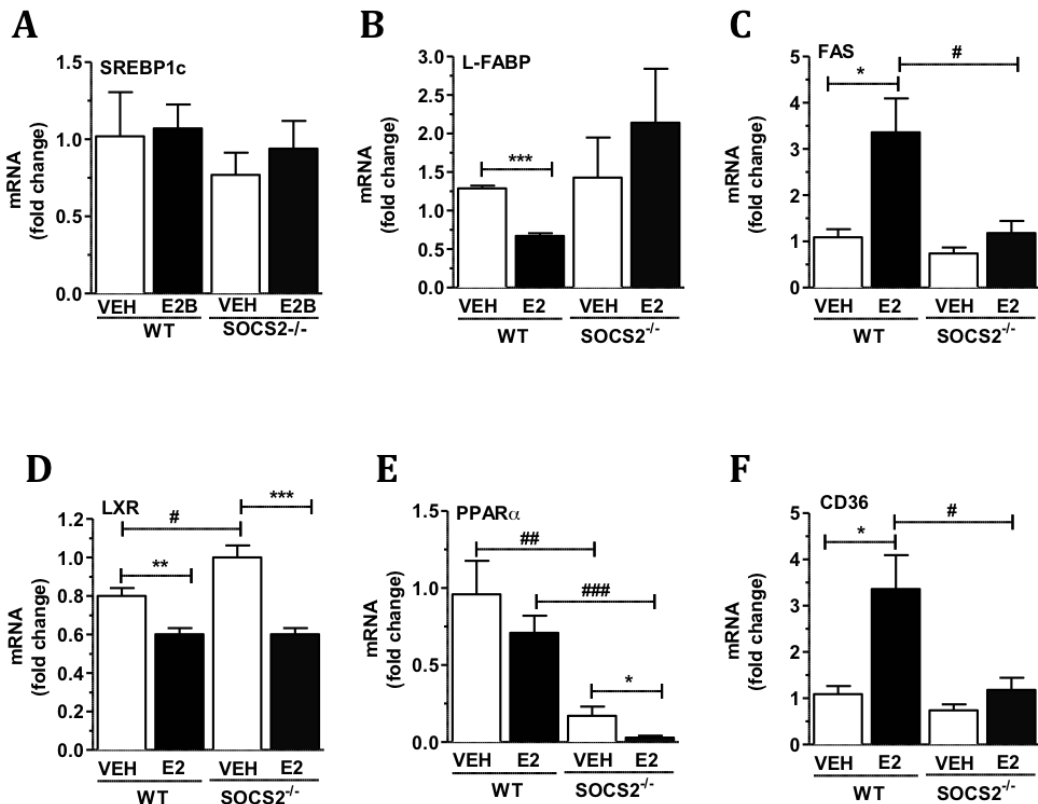 A
SREBP1c
mRNA
(fold change)
1.5
1.0
0.5
0.0
VEH E2B VEH E2B
WT SOCS2-/-
B
L-FABP
mRNA
(fold change)
3.0
2.5
2.0
1.5
1.0
0.5
0.0
***
VEH E2 VEH E2
WT SOCS2-/-
C
FAS
mRNA
(fold change)
5
4
3
2
1
0
* #
VEH E2 VEH E2
WT SOCS2-/-
D
LXR
mRNA
(fold change)
1.2
1.0
0.8
0.6
0.4
0.2
0.0
***
#
**
VEH E2 VEH E2
WT SOCS2-/-
E
PPARα
mRNA
(fold change)
1.5
1.0
0.5
0.0
##
###
*
VEH E2 VEH E2
WT SOCS2-/-
F
CD36
mRNA
(fold change)
5
4
3
2
1
0
* #
VEH E2 VEH E2
WT SOCS2-/-